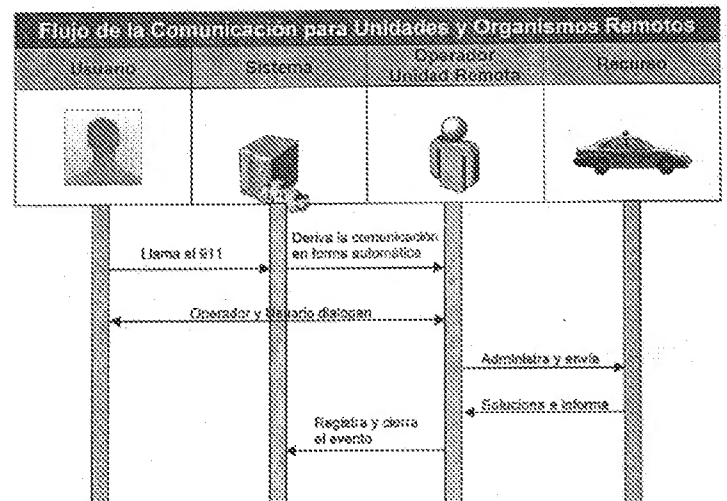 Flujo de la Comunicación para Unidades y Organismos Remotos
Usuario
Sistema
Operador
Unidad Remota
Recurso
Llama al 911
Deriva la comunicación
en forma automática
Operador y Usuario dialogan
Administra y envía
Soluciona e informa
Registra y cierra
el evento